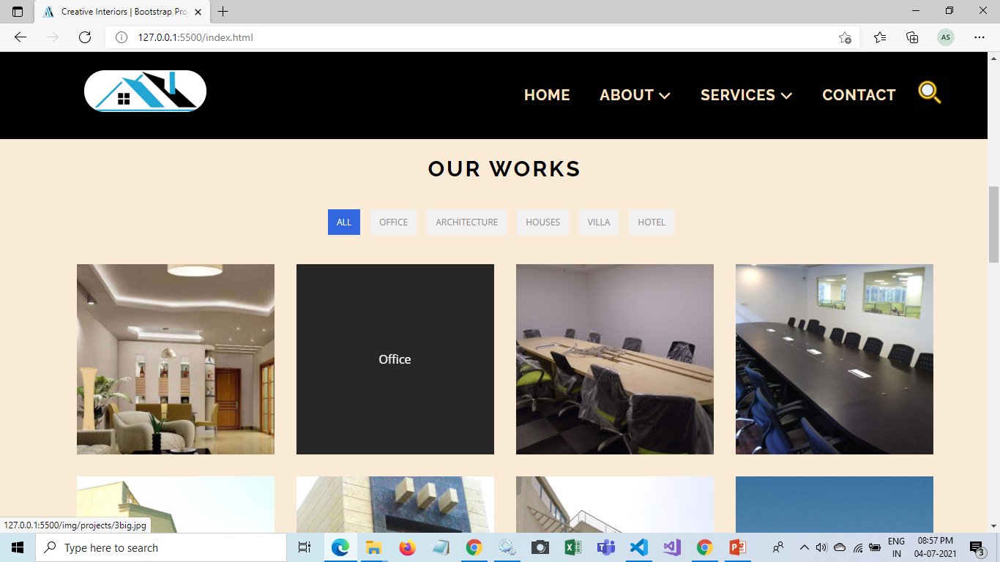 Creative Interiors | Bootstrap Pro
127.0.0.1:5500/index.html
AS
HOME ABOUT SERVICES CONTACT
OUR WORKS
ALL OFFICE ARCHITECTURE HOUSES VILLA HOTEL
Office
127.0.0.1:5500/img/projects/3big.jpg
Type here to search
ENG
IN
08:57 PM
04-07-2021
3